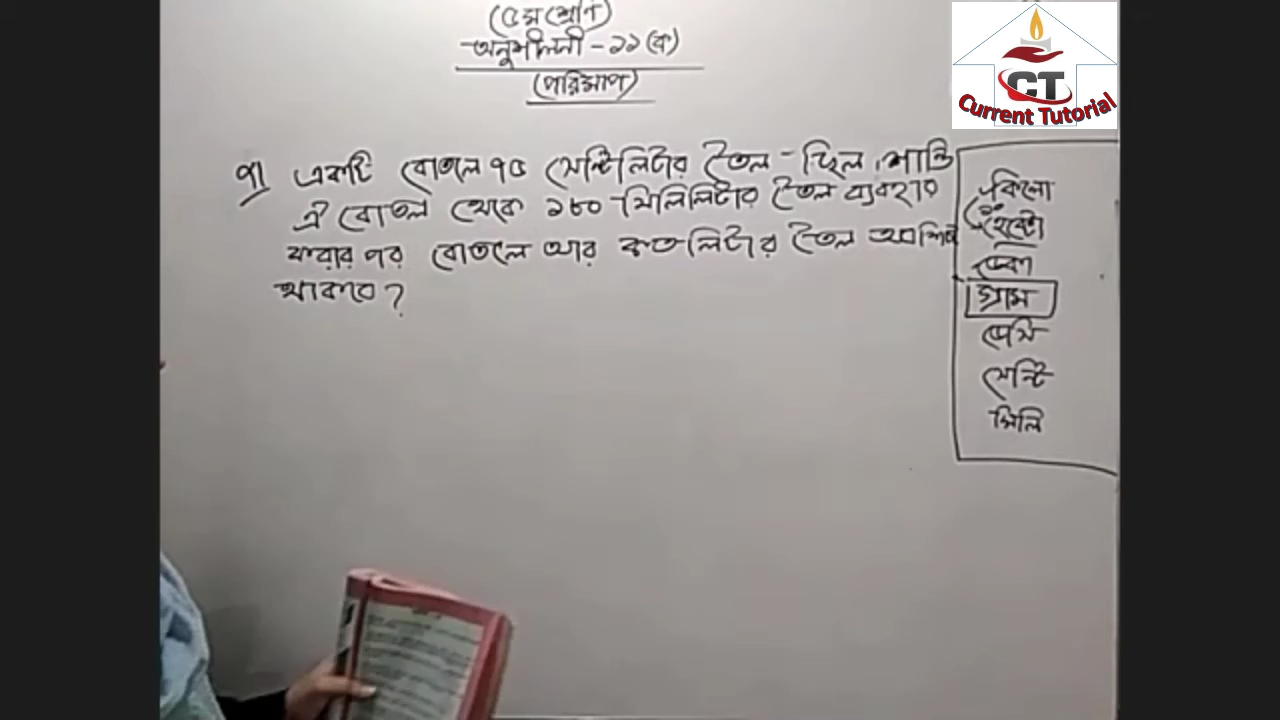 (৫ম শ্রেণি)
অনুশীলনী - ১১ (ক)
(পরিমাপ)
৭) একটি বোতলে ৭৫ সেন্টিলিটার তৈল ছিল। শান্তি
ঐ বোতল থেকে ১৮০ মিলিলিটার তৈল ব্যবহার
করার পর বোতলে আর কত লিটার তৈল অবশিষ্ট
থাকবে?
কিলো
১০
হেক্টো
ডেকা
গ্রাম
ডেসি
সেন্টি
মিলি
CT
Current Tutorial